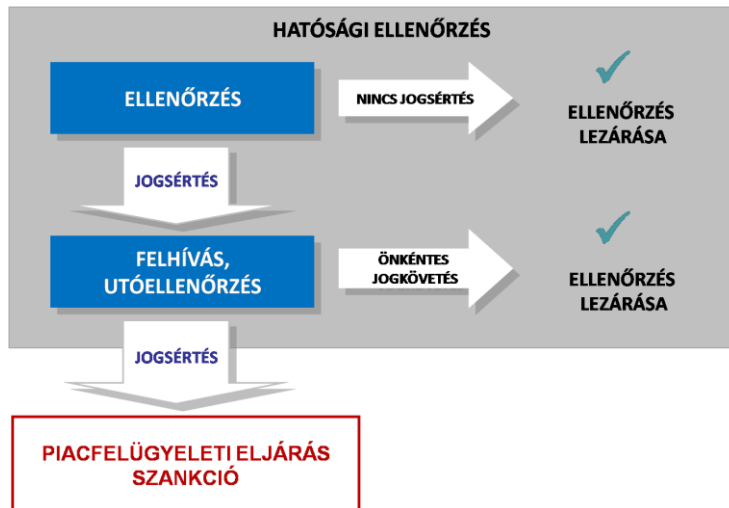 HATÓSÁGI ELLENŐRZÉS
ELLENŐRZÉS
NINCS JOGSÉRTÉS
ELLENŐRZÉS
LEZÁRÁSA
JOGSÉRTÉS
FELHÍVÁS,
UTÓELLENŐRZÉS
ÖNKÉNTES
JOGKÖVETÉS
ELLENŐRZÉS
LEZÁRÁSA
JOGSÉRTÉS
PIACFELÜGYELETI ELJÁRÁS
SZANKCIÓ